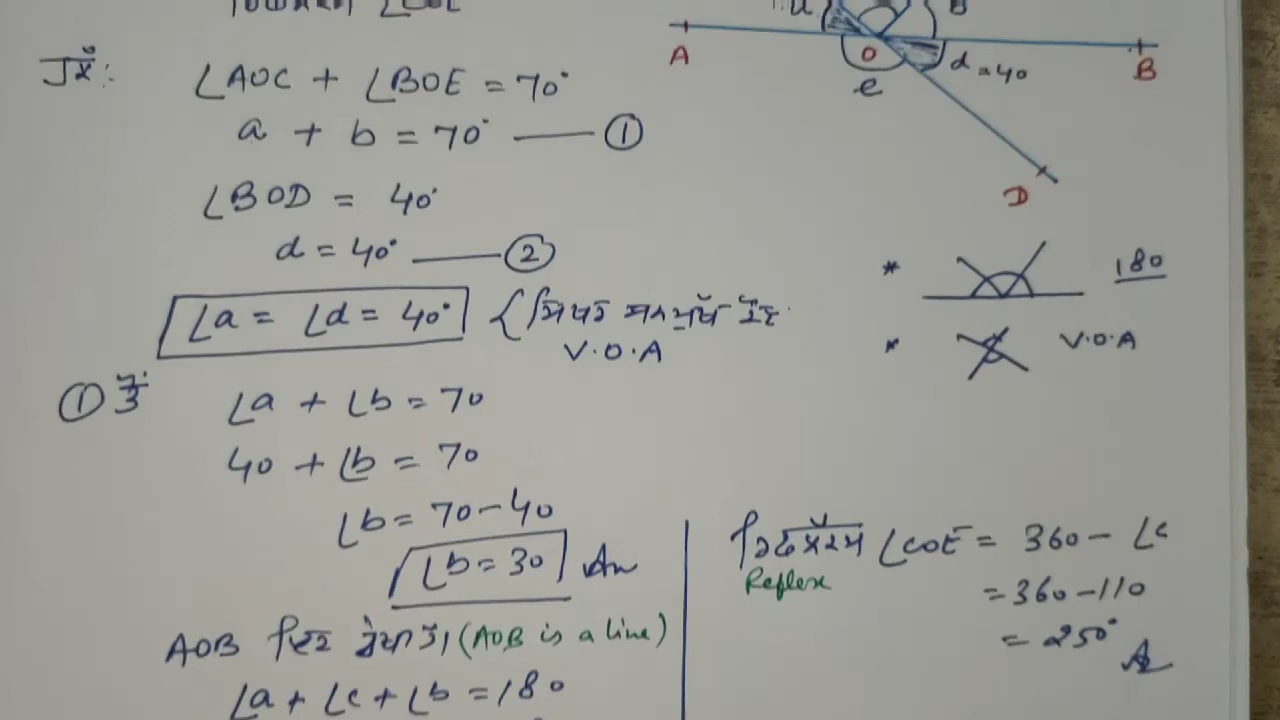 ∠AOC + ∠BOE = 70°
a + b = 70° —— ①
∠BOD = 40°
d = 40° —— ②
∠a = ∠d = 40° {
V.O.A
① ਤੋਂ
∠a + ∠b = 70
40 + ∠b = 70
∠b = 70 - 40
∠b = 30 An
AOB ਇੱਕ ਰੇਖਾ ਹੈ। (AOB is a line)
∠a + ∠c + ∠b = 180
B
A
O
B
e
d = 40
D
* 180
* V.O.A
∠COE = 360 - ∠c
Reflex
= 360 - 110
= 250°